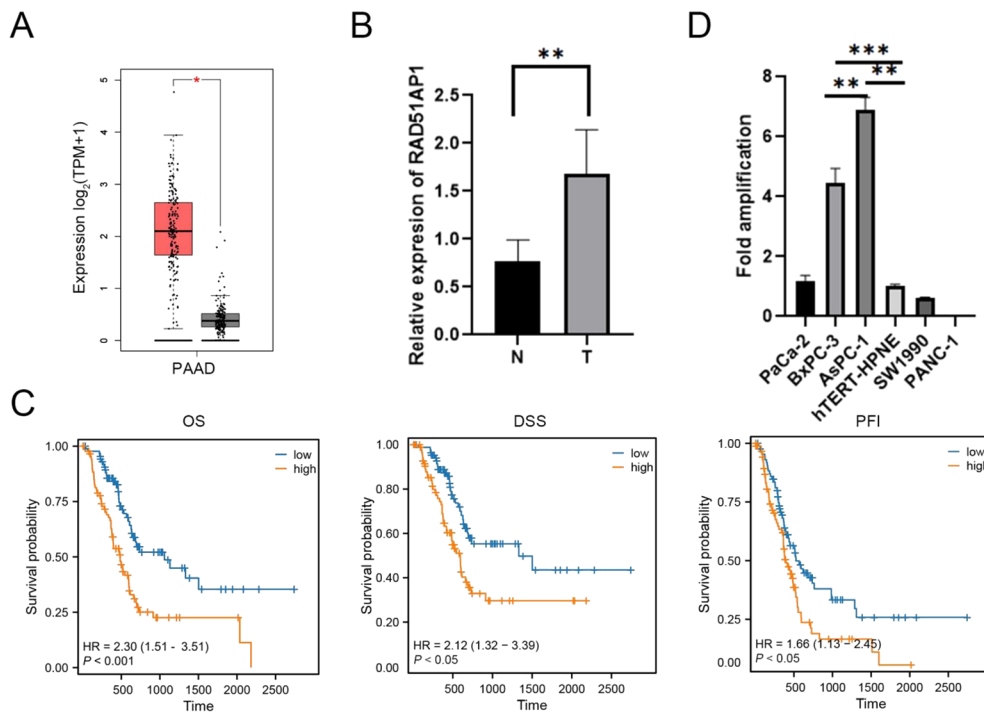 A
Expression log2(TPM+1)
5
4
3
2
1
0
*
PAAD
B
Relative expresion of RAD51AP1
2.5
2.0
1.5
1.0
0.5
0.0
**
N
T
D
Fold amplification
8
6
4
2
0
***
**
**
PaCa-2
BxPC-3
AsPC-1
hTERT-HPNE
SW1990
PANC-1
C
OS
Survival probability
1.00
0.75
0.50
0.25
0.00
low
high
HR = 2.30 (1.51 - 3.51)
P < 0.001
500 1000 1500 2000 2500
Time
DSS
Survival probability
1.00
0.80
0.60
0.40
0.20
0.00
low
high
HR = 2.12 (1.32 − 3.39)
P < 0.05
500 1000 1500 2000 2500
Time
PFI
Survival probability
1.00
0.75
0.50
0.25
0.00
low
high
HR = 1.66 (1.13 − 2.45)
P < 0.05
500 1000 1500 2000 2500
Time